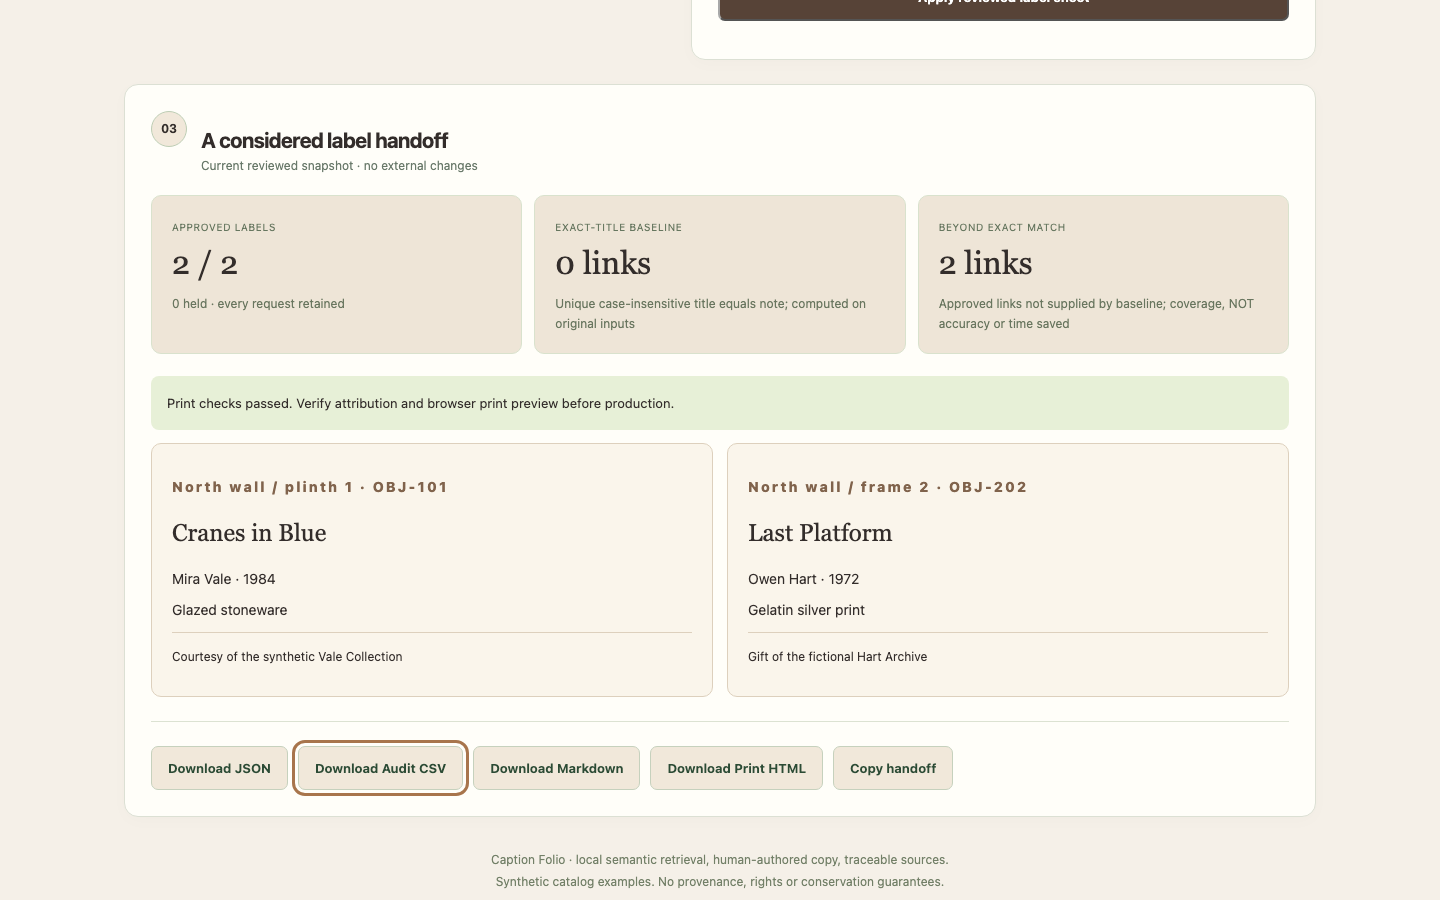 Apply reviewed label sheet
03
A considered label handoff
Current reviewed snapshot · no external changes
APPROVED LABELS
2 / 2
0 held · every request retained
EXACT-TITLE BASELINE
0 links
Unique case-insensitive title equals note; computed on
original inputs
BEYOND EXACT MATCH
2 links
Approved links not supplied by baseline; coverage, NOT
accuracy or time saved
Print checks passed. Verify attribution and browser print preview before production.
North wall / plinth 1 · OBJ-101
Cranes in Blue
Mira Vale · 1984
Glazed stoneware
Courtesy of the synthetic Vale Collection
North wall / frame 2 · OBJ-202
Last Platform
Owen Hart · 1972
Gelatin silver print
Gift of the fictional Hart Archive
Download JSON
Download Audit CSV
Download Markdown
Download Print HTML
Copy handoff
Caption Folio · local semantic retrieval, human-authored copy, traceable sources.
Synthetic catalog examples. No provenance, rights or conservation guarantees.